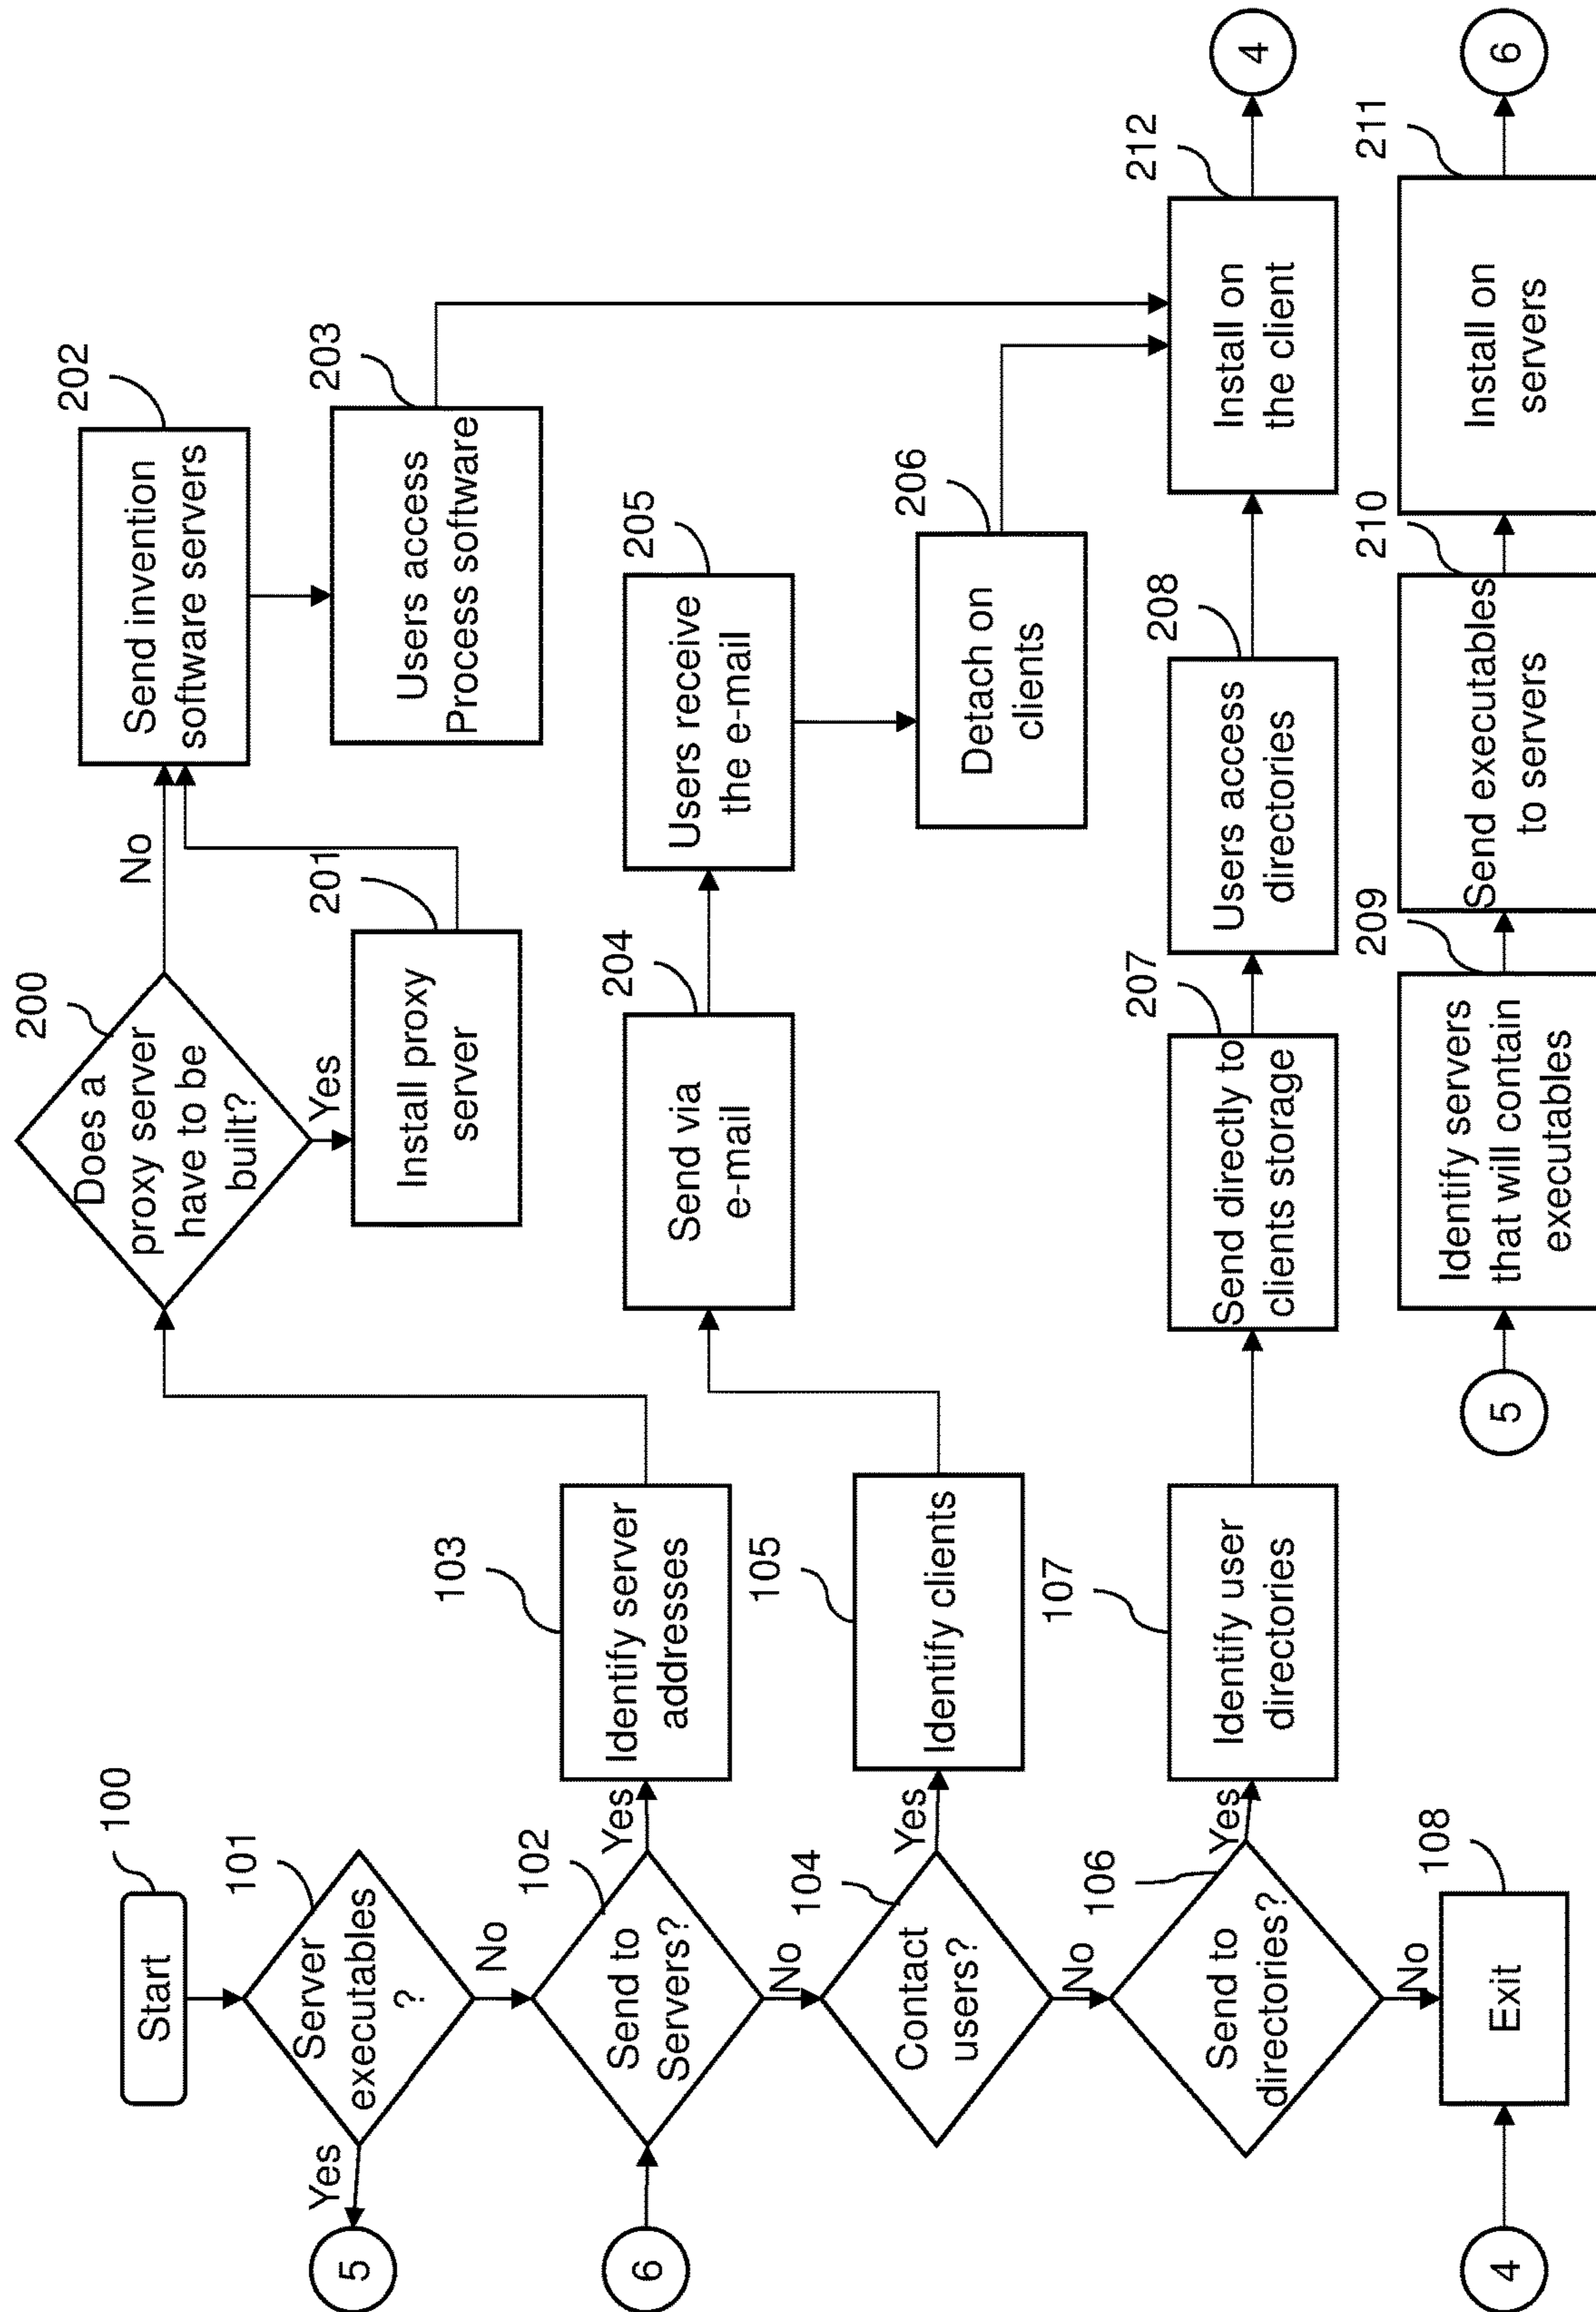 100
Start
101
Server
executables
?
Yes
5
No
102
Send to
Servers?
6
Yes
103
Identify server
addresses
No
104
Contact
users?
Yes
105
Identify clients
No
106
Send to
directories?
Yes
107
Identify user
directories
No
108
Exit
4
200
Does a
proxy server
have to be
built?
No
Yes
201
Install proxy
server
202
Send invention
software servers
203
Users access
Process software
204
Send via
e-mail
205
Users receive
the e-mail
206
Detach on
clients
207
Send directly to
clients storage
208
Users access
directories
212
Install on
the client
4
5
209
Identify servers
that will contain
executables
210
Send executables
to servers
211
Install on
servers
6